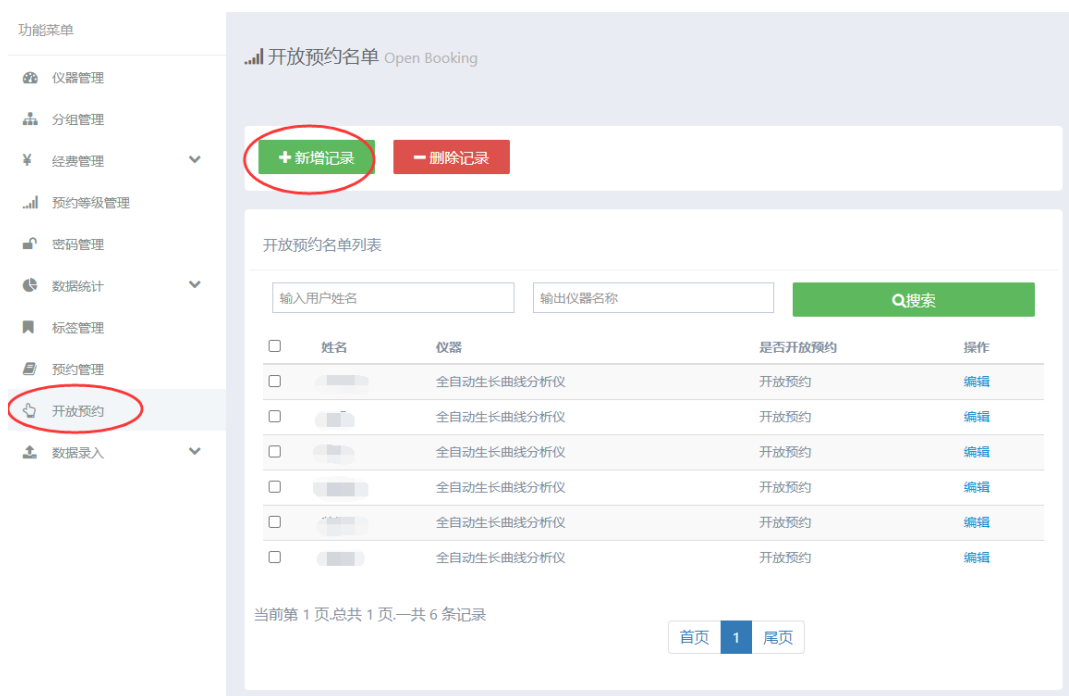 功能菜单
仪器管理
分组管理
¥ 经费管理
预约等级管理
密码管理
数据统计
标签管理
预约管理
开放预约
数据录入
开放预约名单 Open Booking
新增记录 删除记录
开放预约名单列表
输入用户姓名 输出仪器名称 搜索
姓名 仪器 是否开放预约 操作
全自动生长曲线分析仪 开放预约 编辑
全自动生长曲线分析仪 开放预约 编辑
全自动生长曲线分析仪 开放预约 编辑
全自动生长曲线分析仪 开放预约 编辑
全自动生长曲线分析仪 开放预约 编辑
全自动生长曲线分析仪 开放预约 编辑
当前第 1 页.总共 1 页.一共 6 条记录
首页 1 尾页